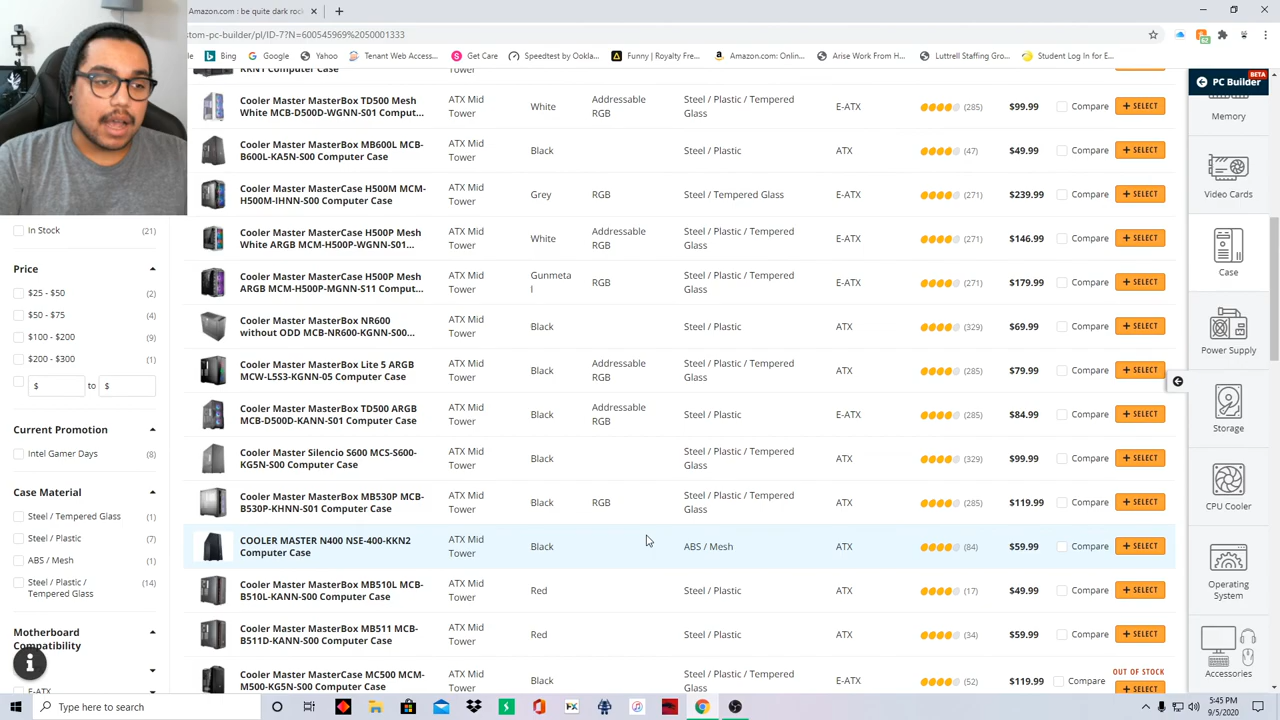 Amazon.com : be quite dark rock
tom-pc-builder/pl/ID-7?N=600545969%2050001333
Bing
Google
Yahoo
Tenant Web Access...
Get Care
Speedtest by Ookla...
Funny | Royalty Fre...
Amazon.com: Onlin...
Arise Work From H...
Luttrell Staffing Gro...
Student Log In for E...
KRN1 Computer Case
Tower
Cooler Master MasterBox TD500 Mesh
White MCB-D500D-WGNN-S01 Comput...
ATX Mid
Tower
White
Addressable
RGB
Steel / Plastic / Tempered
Glass
E-ATX
(285)
$99.99
Compare
+ SELECT
Cooler Master MasterBox MB600L MCB-
B600L-KA5N-S00 Computer Case
ATX Mid
Tower
Black
Steel / Plastic
ATX
(47)
$49.99
Compare
+ SELECT
Cooler Master MasterCase H500M MCM-
H500M-IHNN-S00 Computer Case
ATX Mid
Tower
Grey
RGB
Steel / Tempered Glass
E-ATX
(271)
$239.99
Compare
+ SELECT
Cooler Master MasterCase H500P Mesh
White ARGB MCM-H500P-WGNN-S01...
ATX Mid
Tower
White
Addressable
RGB
Steel / Plastic / Tempered
Glass
E-ATX
(271)
$146.99
Compare
+ SELECT
Cooler Master MasterCase H500P Mesh
ARGB MCM-H500P-MGNN-S11 Comput...
ATX Mid
Tower
Gunmeta
l
RGB
Steel / Plastic / Tempered
Glass
E-ATX
(271)
$179.99
Compare
+ SELECT
Cooler Master MasterBox NR600
without ODD MCB-NR600-KGNN-S00...
ATX Mid
Tower
Black
Steel / Plastic
ATX
(329)
$69.99
Compare
+ SELECT
Cooler Master MasterBox Lite 5 ARGB
MCW-L5S3-KGNN-05 Computer Case
ATX Mid
Tower
Black
Addressable
RGB
Steel / Plastic / Tempered
Glass
ATX
(285)
$79.99
Compare
+ SELECT
Cooler Master MasterBox TD500 ARGB
MCB-D500D-KANN-S01 Computer Case
ATX Mid
Tower
Black
Addressable
RGB
Steel / Plastic
E-ATX
(285)
$84.99
Compare
+ SELECT
Cooler Master Silencio S600 MCS-S600-
KG5N-S00 Computer Case
ATX Mid
Tower
Black
Steel / Plastic / Tempered
Glass
ATX
(329)
$99.99
Compare
+ SELECT
Cooler Master MasterBox MB530P MCB-
B530P-KHNN-S01 Computer Case
ATX Mid
Tower
Black
RGB
Steel / Plastic / Tempered
Glass
ATX
(285)
$119.99
Compare
+ SELECT
COOLER MASTER N400 NSE-400-KKN2
Computer Case
ATX Mid
Tower
Black
ABS / Mesh
ATX
(84)
$59.99
Compare
+ SELECT
Cooler Master MasterBox MB510L MCB-
B510L-KANN-S00 Computer Case
ATX Mid
Tower
Red
Steel / Plastic
ATX
(17)
$49.99
Compare
+ SELECT
Cooler Master MasterBox MB511 MCB-
B511D-KANN-S00 Computer Case
ATX Mid
Tower
Red
Steel / Plastic
ATX
(34)
$59.99
Compare
+ SELECT
Cooler Master MasterCase MC500 MCM-
M500-KG5N-S00 Computer Case
ATX Mid
Tower
Black
Steel / Plastic / Tempered
Glass
ATX
(52)
$119.99
Compare
OUT OF STOCK
+ SELECT
In Stock
(21)
Price
$25 - $50
(2)
$50 - $75
(4)
$100 - $200
(9)
$200 - $300
(1)
$ to $
Current Promotion
Intel Gamer Days
(8)
Case Material
Steel / Tempered Glass
(1)
Steel / Plastic
(7)
ABS / Mesh
(1)
Steel / Plastic /
Tempered Glass
(14)
Motherboard
Compatibility
E-ATX
PC Builder
BETA
Memory
Video Cards
Case
Power Supply
Storage
CPU Cooler
Operating
System
Accessories
Type here to search
5:45 PM
9/5/2020